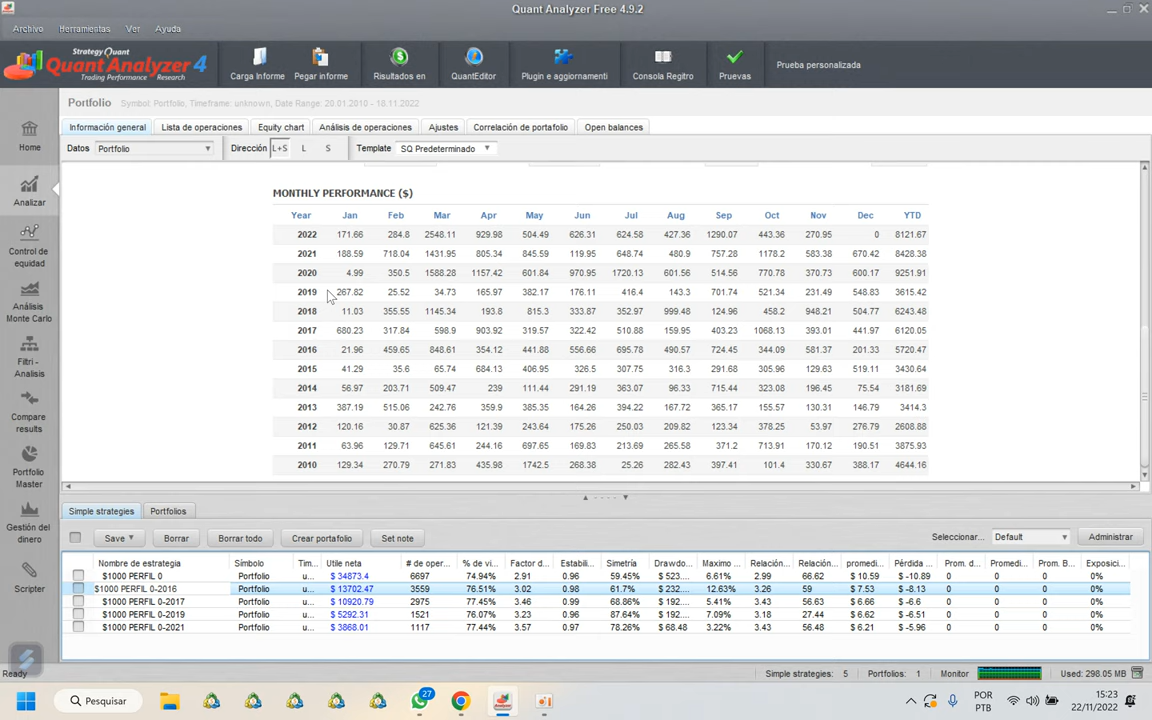 Quant Analyzer Free 4.9.2
Archivo Herramientas Ver Ayuda
StrategyQuant
QuantAnalyzer 4
Trading Performance Research
Carga Informe Pegar informe Risultados en QuantEditor Plugin e aggiornamenti Consola Regitro Pruevas Prueba personalizada
Portfolio Symbol: Portfolio, Timeframe: unknown, Date Range: 20.01.2010 - 18.11.2022
Información general Lista de operaciones Equity chart Análisis de operaciones Ajustes Correlación de portafolio Open balances
Datos Portfolio Dirección L+S L S Template SQ Predeterminado
Home
Analizar
Control de equidad
Análisis Monte Carlo
Filtri - Analisis
Compare results
Portfolio Master
Gestión del dinero
Scripter
MONTHLY PERFORMANCE ($)
Year Jan Feb Mar Apr May Jun Jul Aug Sep Oct Nov Dec YTD
2022 171.66 284.8 2548.11 929.98 504.49 626.31 624.58 427.36 1290.07 443.36 270.95 0 8121.67
2021 188.59 718.04 1431.95 805.34 845.59 119.95 648.74 480.9 757.28 1178.2 583.38 670.42 8428.38
2020 4.99 350.5 1588.28 1157.42 601.84 970.95 1720.13 601.56 514.56 770.78 370.73 600.17 9251.91
2019 267.82 25.52 34.73 165.97 382.17 176.11 416.4 143.3 701.74 521.34 231.49 548.83 3615.42
2018 11.03 355.55 1145.34 193.8 815.3 333.87 352.97 999.48 124.96 458.2 948.21 504.77 6243.48
2017 680.23 317.84 598.9 903.92 319.57 322.42 510.88 159.95 403.23 1068.13 393.01 441.97 6120.05
2016 21.96 459.65 848.61 354.12 441.88 556.66 695.78 490.57 724.45 344.09 581.37 201.33 5720.47
2015 41.29 35.6 65.74 684.13 406.95 326.5 307.75 316.3 291.68 305.96 129.63 519.11 3430.64
2014 56.97 203.71 509.47 239 111.44 291.19 363.07 96.33 715.44 323.08 196.45 75.54 3181.69
2013 387.19 515.06 242.76 359.9 385.35 164.26 394.22 167.72 365.17 155.57 130.31 146.79 3414.3
2012 120.16 30.87 625.36 121.39 243.64 175.26 250.03 209.82 123.34 378.25 53.97 276.79 2608.88
2011 63.96 129.71 645.61 244.16 697.65 169.83 213.69 265.58 371.2 713.91 170.12 190.51 3875.93
2010 129.34 270.79 271.83 435.98 1742.5 268.38 25.26 282.43 397.41 101.4 330.67 388.17 4644.16
Simple strategies Portfolios
Save Borrar Borrar todo Crear portafolio Set note Seleccionar... Default Administrar
Nombre de estrategia Símbolo Tim... Utile neta # de oper... % de vi... Factor d... Estabili... Simetría Drawdo... Maximo ... Relación... Relación... promedi... Pérdida ... Prom. d... Promedi... Prom. B... Exposici...
$1000 PERFIL 0 Portfolio u... $ 34873.4 6697 74.94% 2.91 0.96 59.45% $ 523.... 6.61% 2.99 66.62 $ 10.59 $ -10.89 0 0 0 0%
$1000 PERFIL 0-2016 Portfolio u... $ 13702.47 3559 76.51% 3.02 0.98 61.7% $ 232.... 12.63% 3.26 59 $ 7.53 $ -8.13 0 0 0 0%
$1000 PERFIL 0-2017 Portfolio u... $ 10920.79 2975 77.45% 3.46 0.99 68.86% $ 192.... 5.41% 3.43 56.63 $ 6.66 $ -6.6 0 0 0 0%
$1000 PERFIL 0-2019 Portfolio u... $ 5292.31 1521 76.07% 3.23 0.96 87.64% $ 192.... 7.09% 3.18 27.44 $ 6.62 $ -6.51 0 0 0 0%
$1000 PERFIL 0-2021 Portfolio u... $ 3868.01 1117 77.44% 3.57 0.97 78.26% $ 68.48 3.22% 3.43 56.48 $ 6.21 $ -5.96 0 0 0 0%
Ready Simple strategies: 5 Portfolios: 1 Monitor Used: 298.05 MB
Pesquisar 27 POR PTB 15:23 22/11/2022